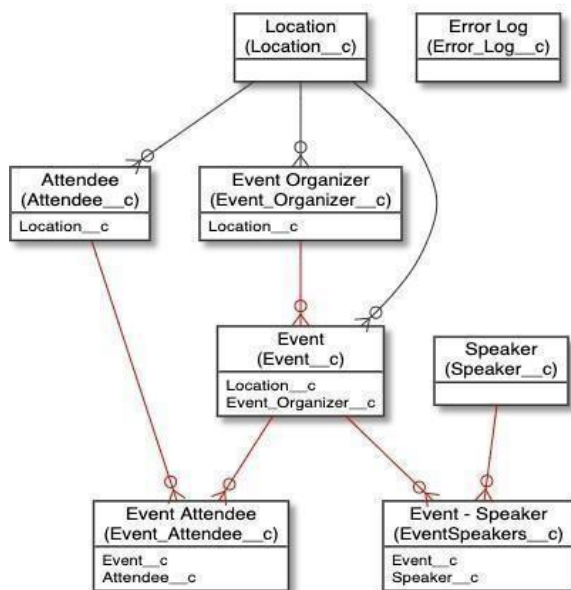 Location
(Location__c)
Error Log
(Error_Log__c)
Attendee
(Attendee__c)
Location__c
Event Organizer
(Event_Organizer__c)
Location__c
Event
(Event__c)
Location__c
Event_Organizer__c
Speaker
(Speaker__c)
Event Attendee
(Event_Attendee__c)
Event__c
Attendee__c
Event - Speaker
(EventSpeakers__c)
Event__c
Speaker__c